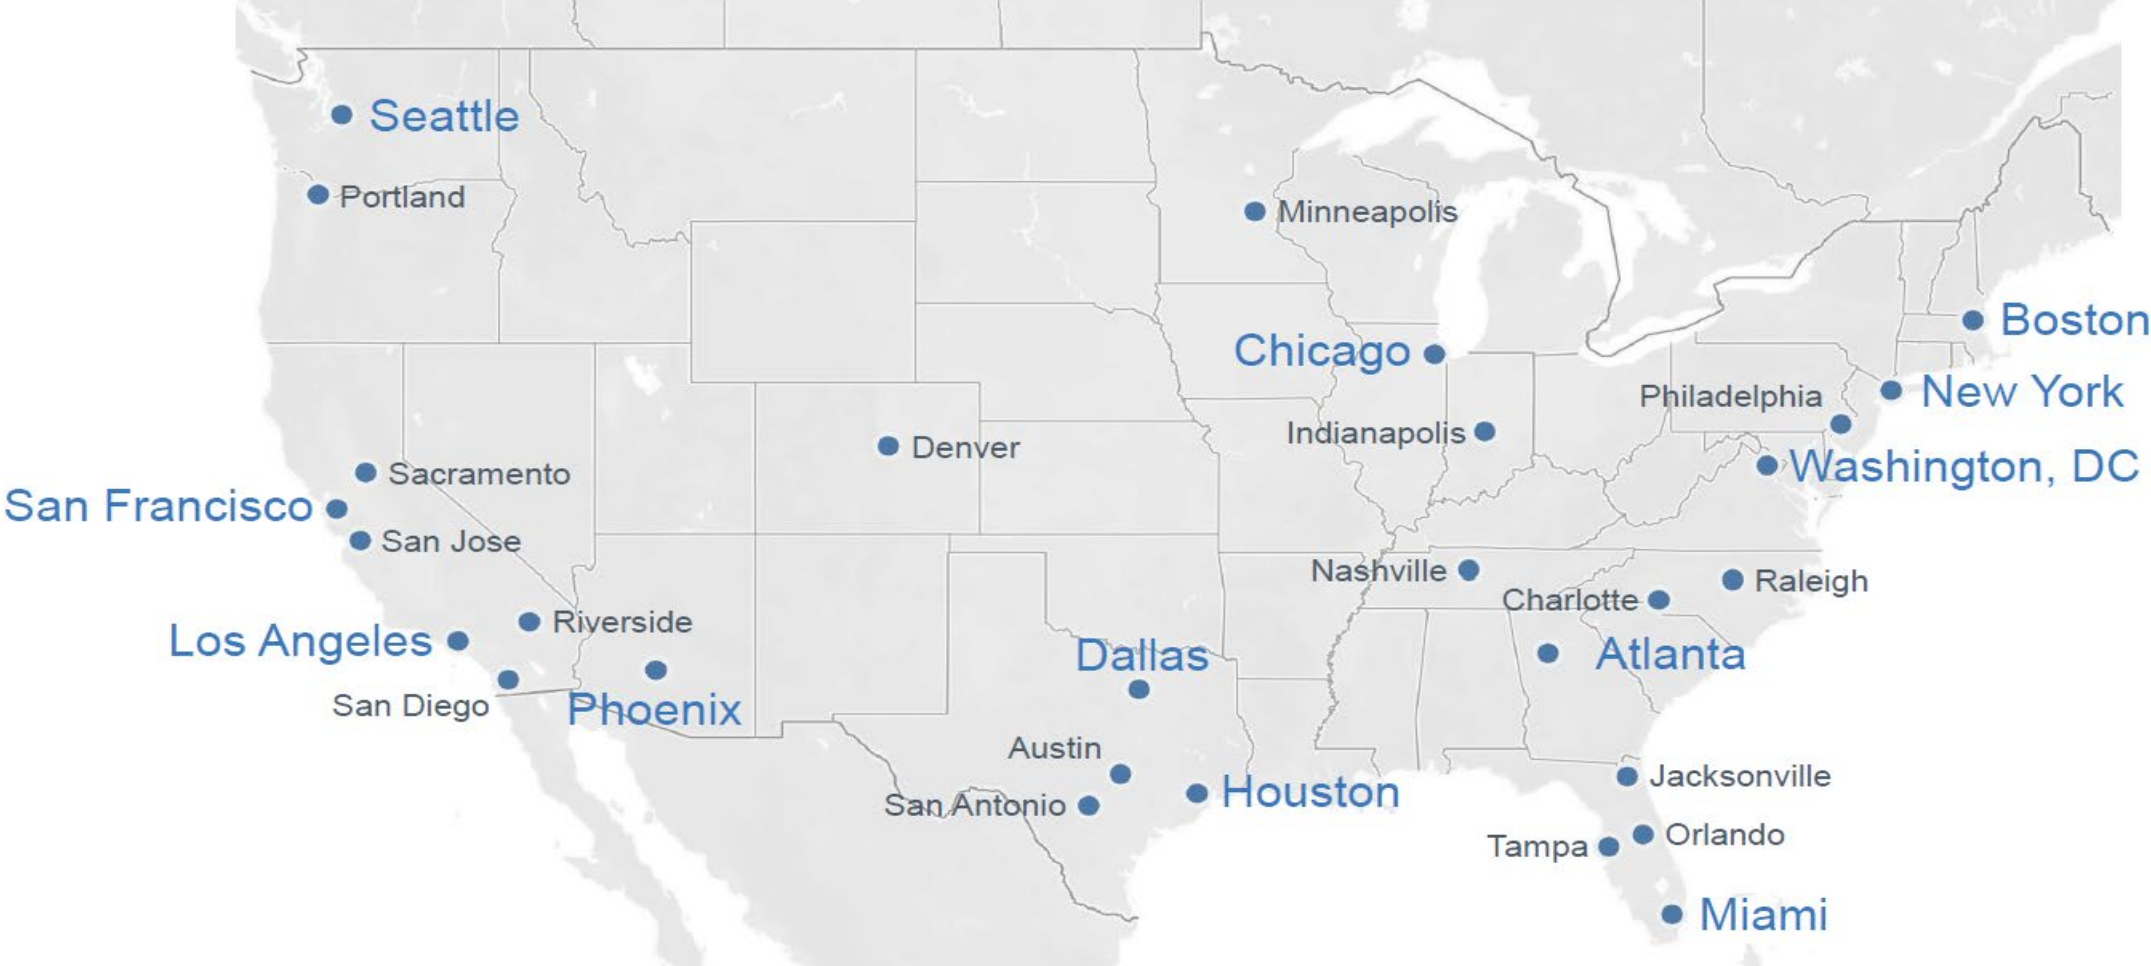 Seattle
Portland
Minneapolis
Boston
Chicago
New York
Philadelphia
Indianapolis
Denver
Washington, DC
Sacramento
San Francisco
San Jose
Nashville
Raleigh
Charlotte
Riverside
Los Angeles
Dallas
Atlanta
San Diego
Phoenix
Austin
Jacksonville
Houston
San Antonio
Orlando
Tampa
Miami